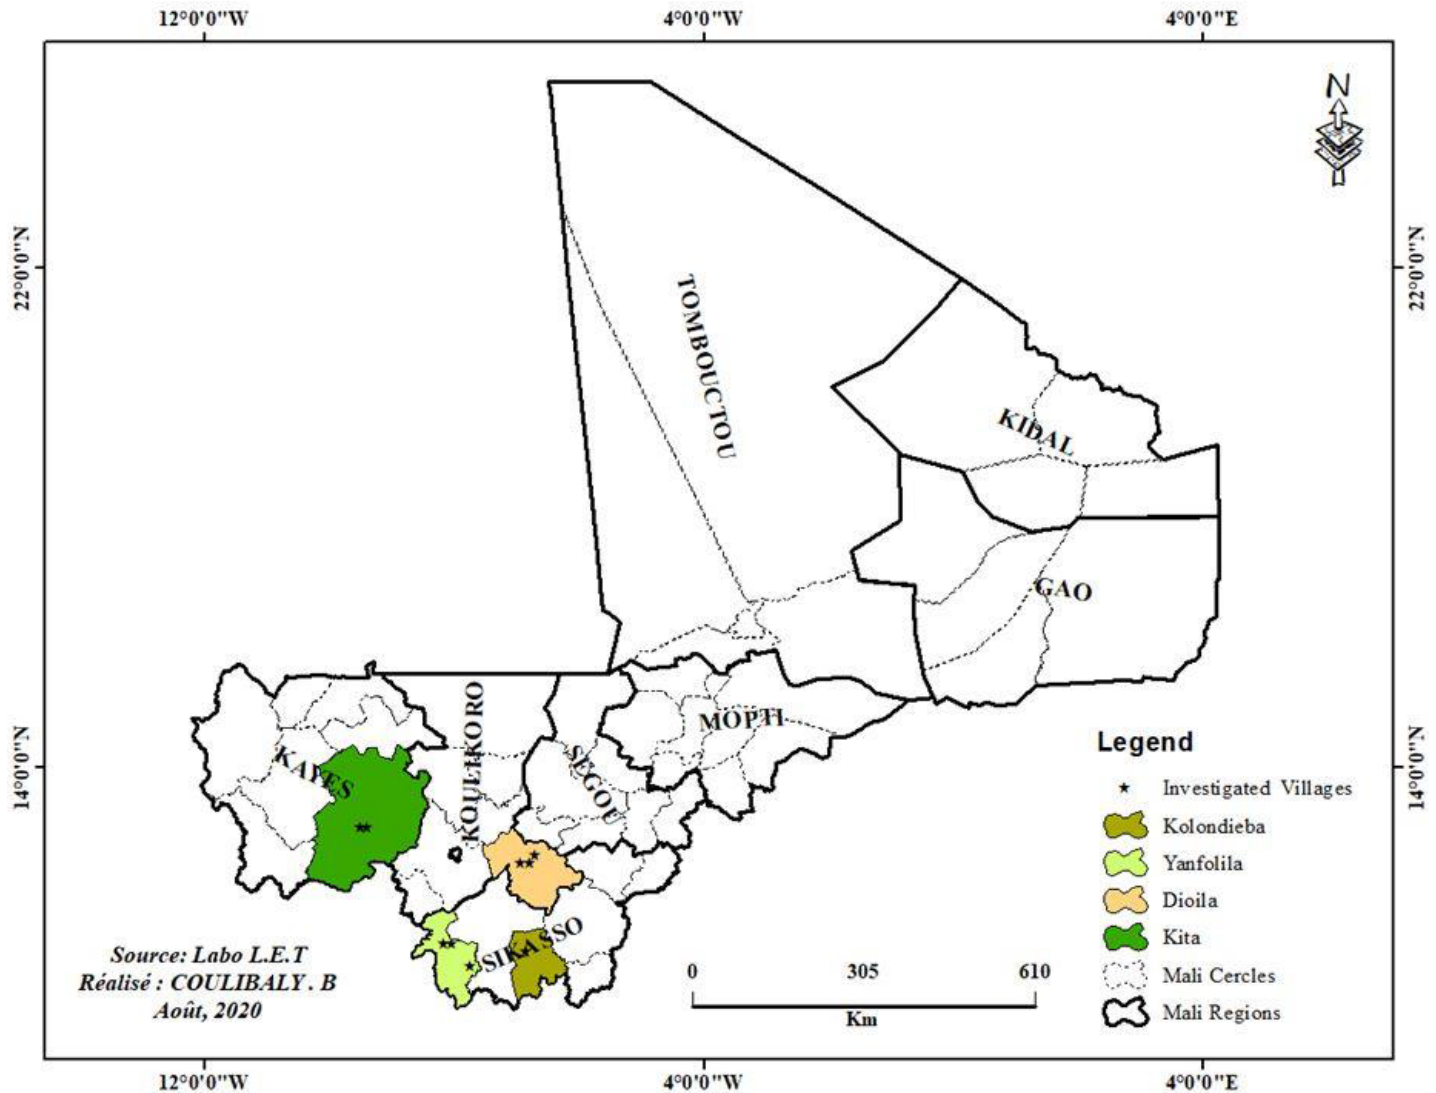 12°0'0"W 4°0'0"W 4°0'0"E
N
22°0'0"N
22°0'0"N
TOMBOUCTOU
KIDAL
GAO
MOPTI
SEGOU
KOULIKORO
KAYES
SIKASSO
14°0'0"N
14°0'0"N
Legend
Investigated Villages
Kolondieba
Yanfolila
Dioila
Kita
Mali Cercles
Mali Regions
Source: Labo L.E.T
Réalisé : COULIBALY . B
Août, 2020
0 305 610
Km
12°0'0"W 4°0'0"W 4°0'0"E